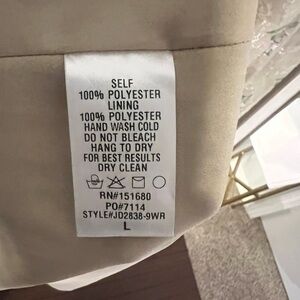 SELF
100% POLYESTER
LINING
100% POLYESTER
HAND WASH COLD
DO NOT BLEACH
HANG TO DRY
FOR BEST RESULTS
DRY CLEAN
RN#151680
PO#7114
STYLE#JD2838-9WR
L